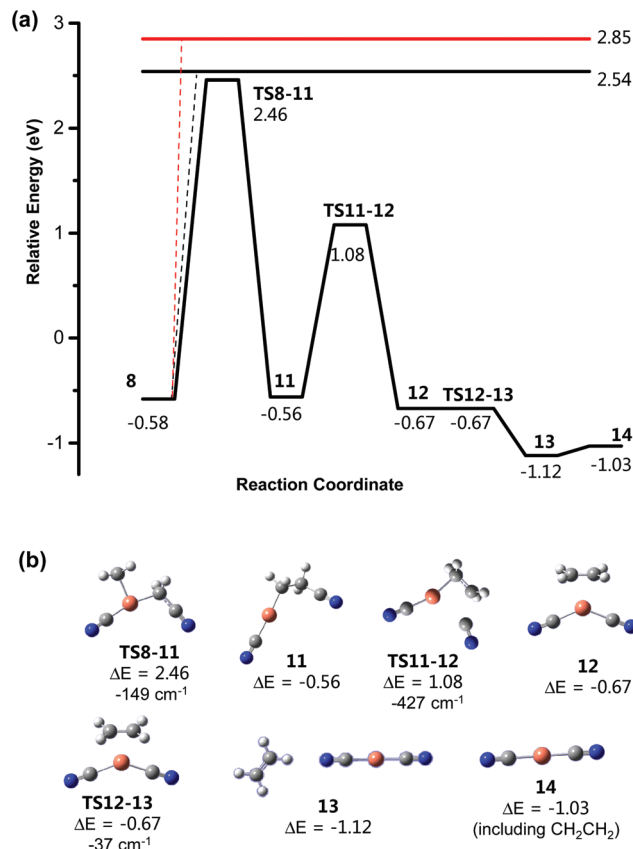 (a)
3
2
1
0
-1
Relative Energy (eV)
2.85
2.54
TS8-11
2.46
TS11-12
1.08
8
-0.58
11
-0.56
12
-0.67
TS12-13
-0.67
13
-1.12
14
-1.03
Reaction Coordinate
(b)
TS8-11
ΔE = 2.46
-149 cm⁻¹
11
ΔE = -0.56
TS11-12
ΔE = 1.08
-427 cm⁻¹
12
ΔE = -0.67
TS12-13
ΔE = -0.67
-37 cm⁻¹
13
ΔE = -1.12
14
ΔE = -1.03
(including CH₂CH₂)